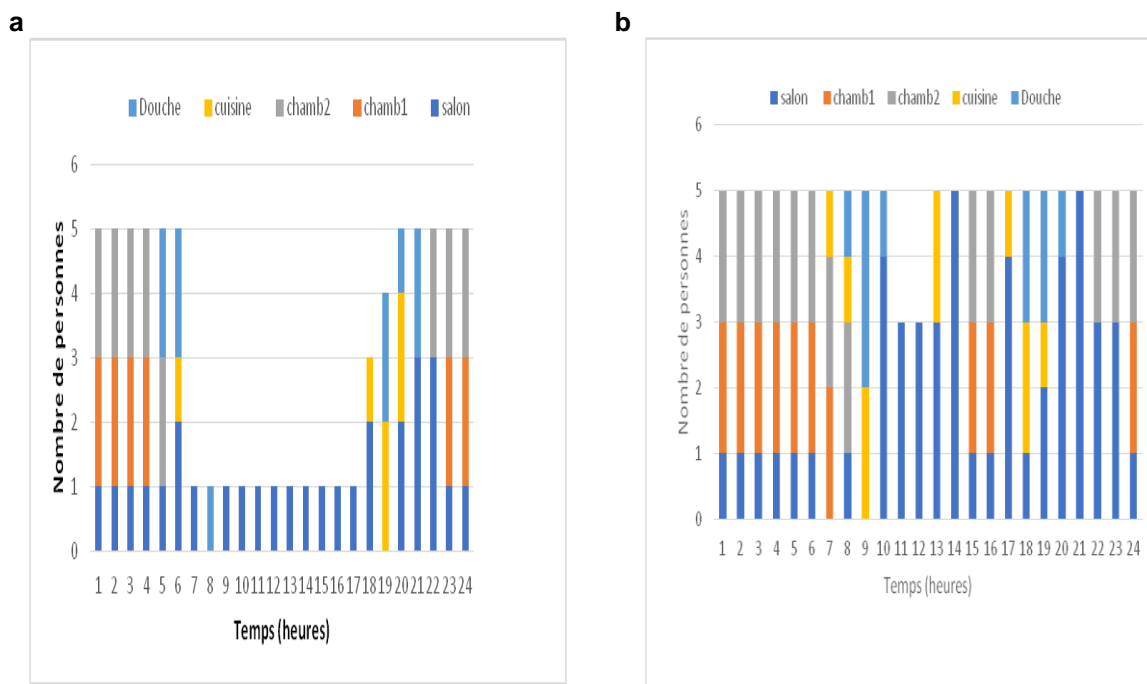 a
Douche cuisine chamb2 chamb1 salon
6
5
4
3
2
1
0
Nombre de personnes
1 2 3 4 5 6 7 8 9 10 11 12 13 14 15 16 17 18 19 20 21 22 23 24
Temps (heures)
b
salon chamb1 chamb2 cuisine Douche
6
5
4
3
2
1
0
Nombre de personnes
1 2 3 4 5 6 7 8 9 10 11 12 13 14 15 16 17 18 19 20 21 22 23 24
Temps (heures)